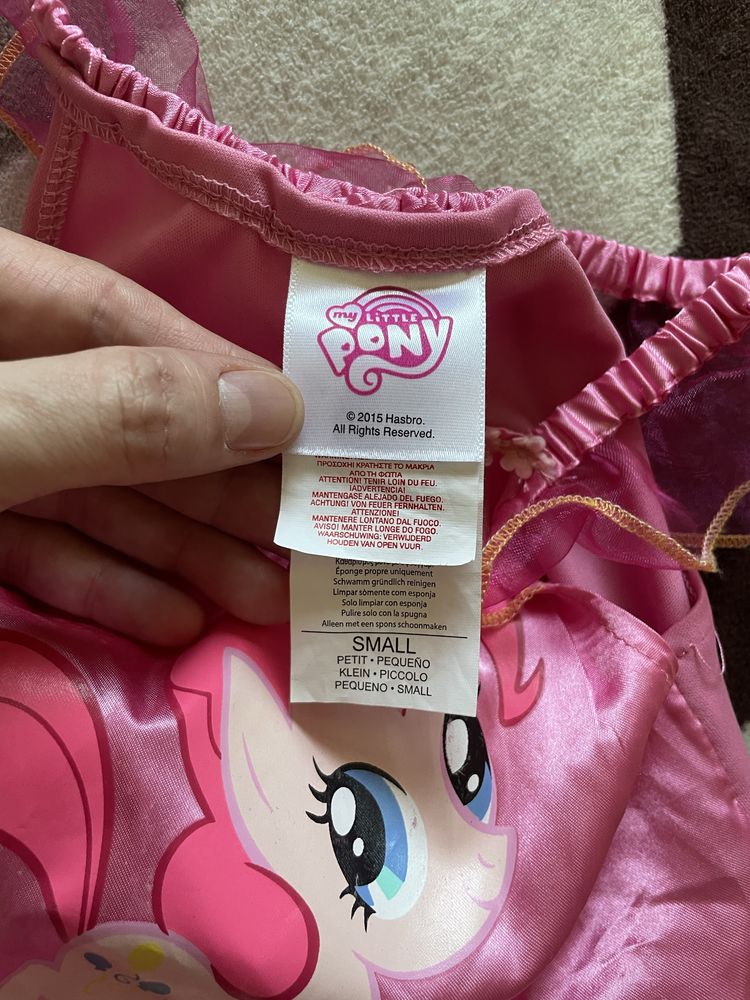 my LITTLE
PONY
© 2015 Hasbro.
All Rights Reserved.
ΠΡΟΣΟΧΗ! ΚΡΑΤΗΣΤΕ ΤΟ ΜΑΚΡΙΑ
ΑΠΟ ΤΗ ΦΩΤΙΑ
ATTENTION! TENIR LOIN DU FEU.
¡ADVERTENCIA!
MANTENGASE ALEJADO DEL FUEGO.
ACHTUNG! VON FEUER FERNHALTEN.
ATTENZIONE!
MANTENERE LONTANO DAL FUOCO.
AVISO! MANTER LONGE DO FOGO.
WAARSCHUWING: VERWIJDERD
HOUDEN VAN OPEN VUUR.
Éponge propre uniquement
Schwamm gründlich reinigen
Limpar sòmente com esponja
Solo limpiar con esponja
Pulire solo con la spugna
Alleen met een spons schoonmaken
SMALL
PETIT • PEQUEÑO
KLEIN • PICCOLO
PEQUENO • SMALL